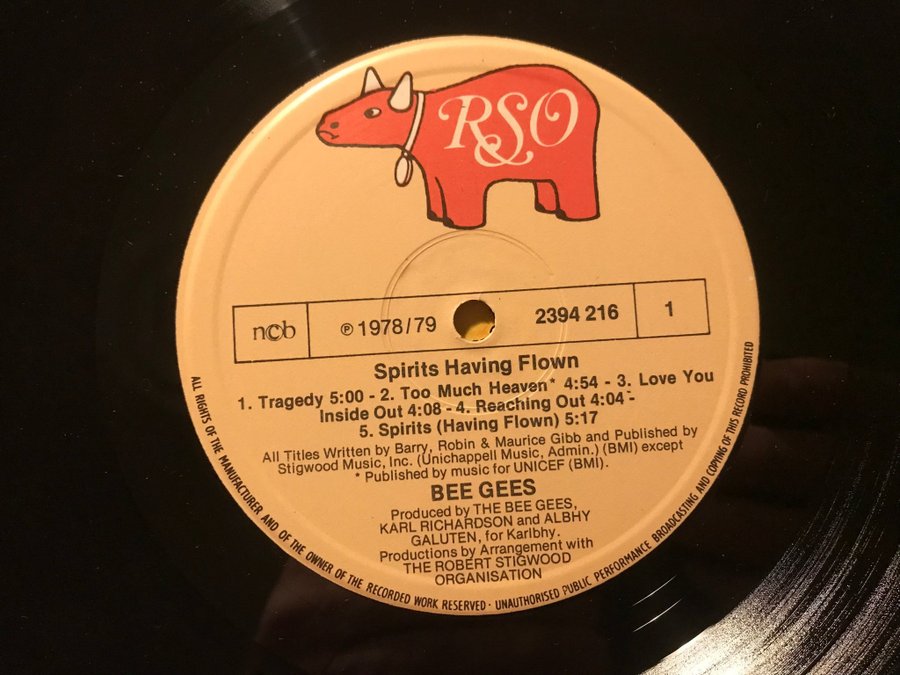 RSO
ncb ℗ 1978/79 2394 216 1
Spirits Having Flown
1. Tragedy 5:00 - 2. Too Much Heaven* 4:54 - 3. Love You
Inside Out 4:08 - 4. Reaching Out 4:04 -
5. Spirits (Having Flown) 5:17
All Titles Written by Barry, Robin & Maurice Gibb and Published by
Stigwood Music, Inc. (Unichappell Music, Admin.) (BMI) except
* Published by music for UNICEF (BMI).
BEE GEES
Produced by THE BEE GEES,
KARL RICHARDSON and ALBHY
GALUTEN, for Karlbhy.
Productions by Arrangement with
THE ROBERT STIGWOOD
ORGANISATION
ALL RIGHTS OF THE MANUFACTURER AND OF THE OWNER OF THE RECORDED WORK RESERVED · UNAUTHORISED PUBLIC PERFORMANCE BROADCASTING AND COPYING OF THIS RECORD PROHIBITED